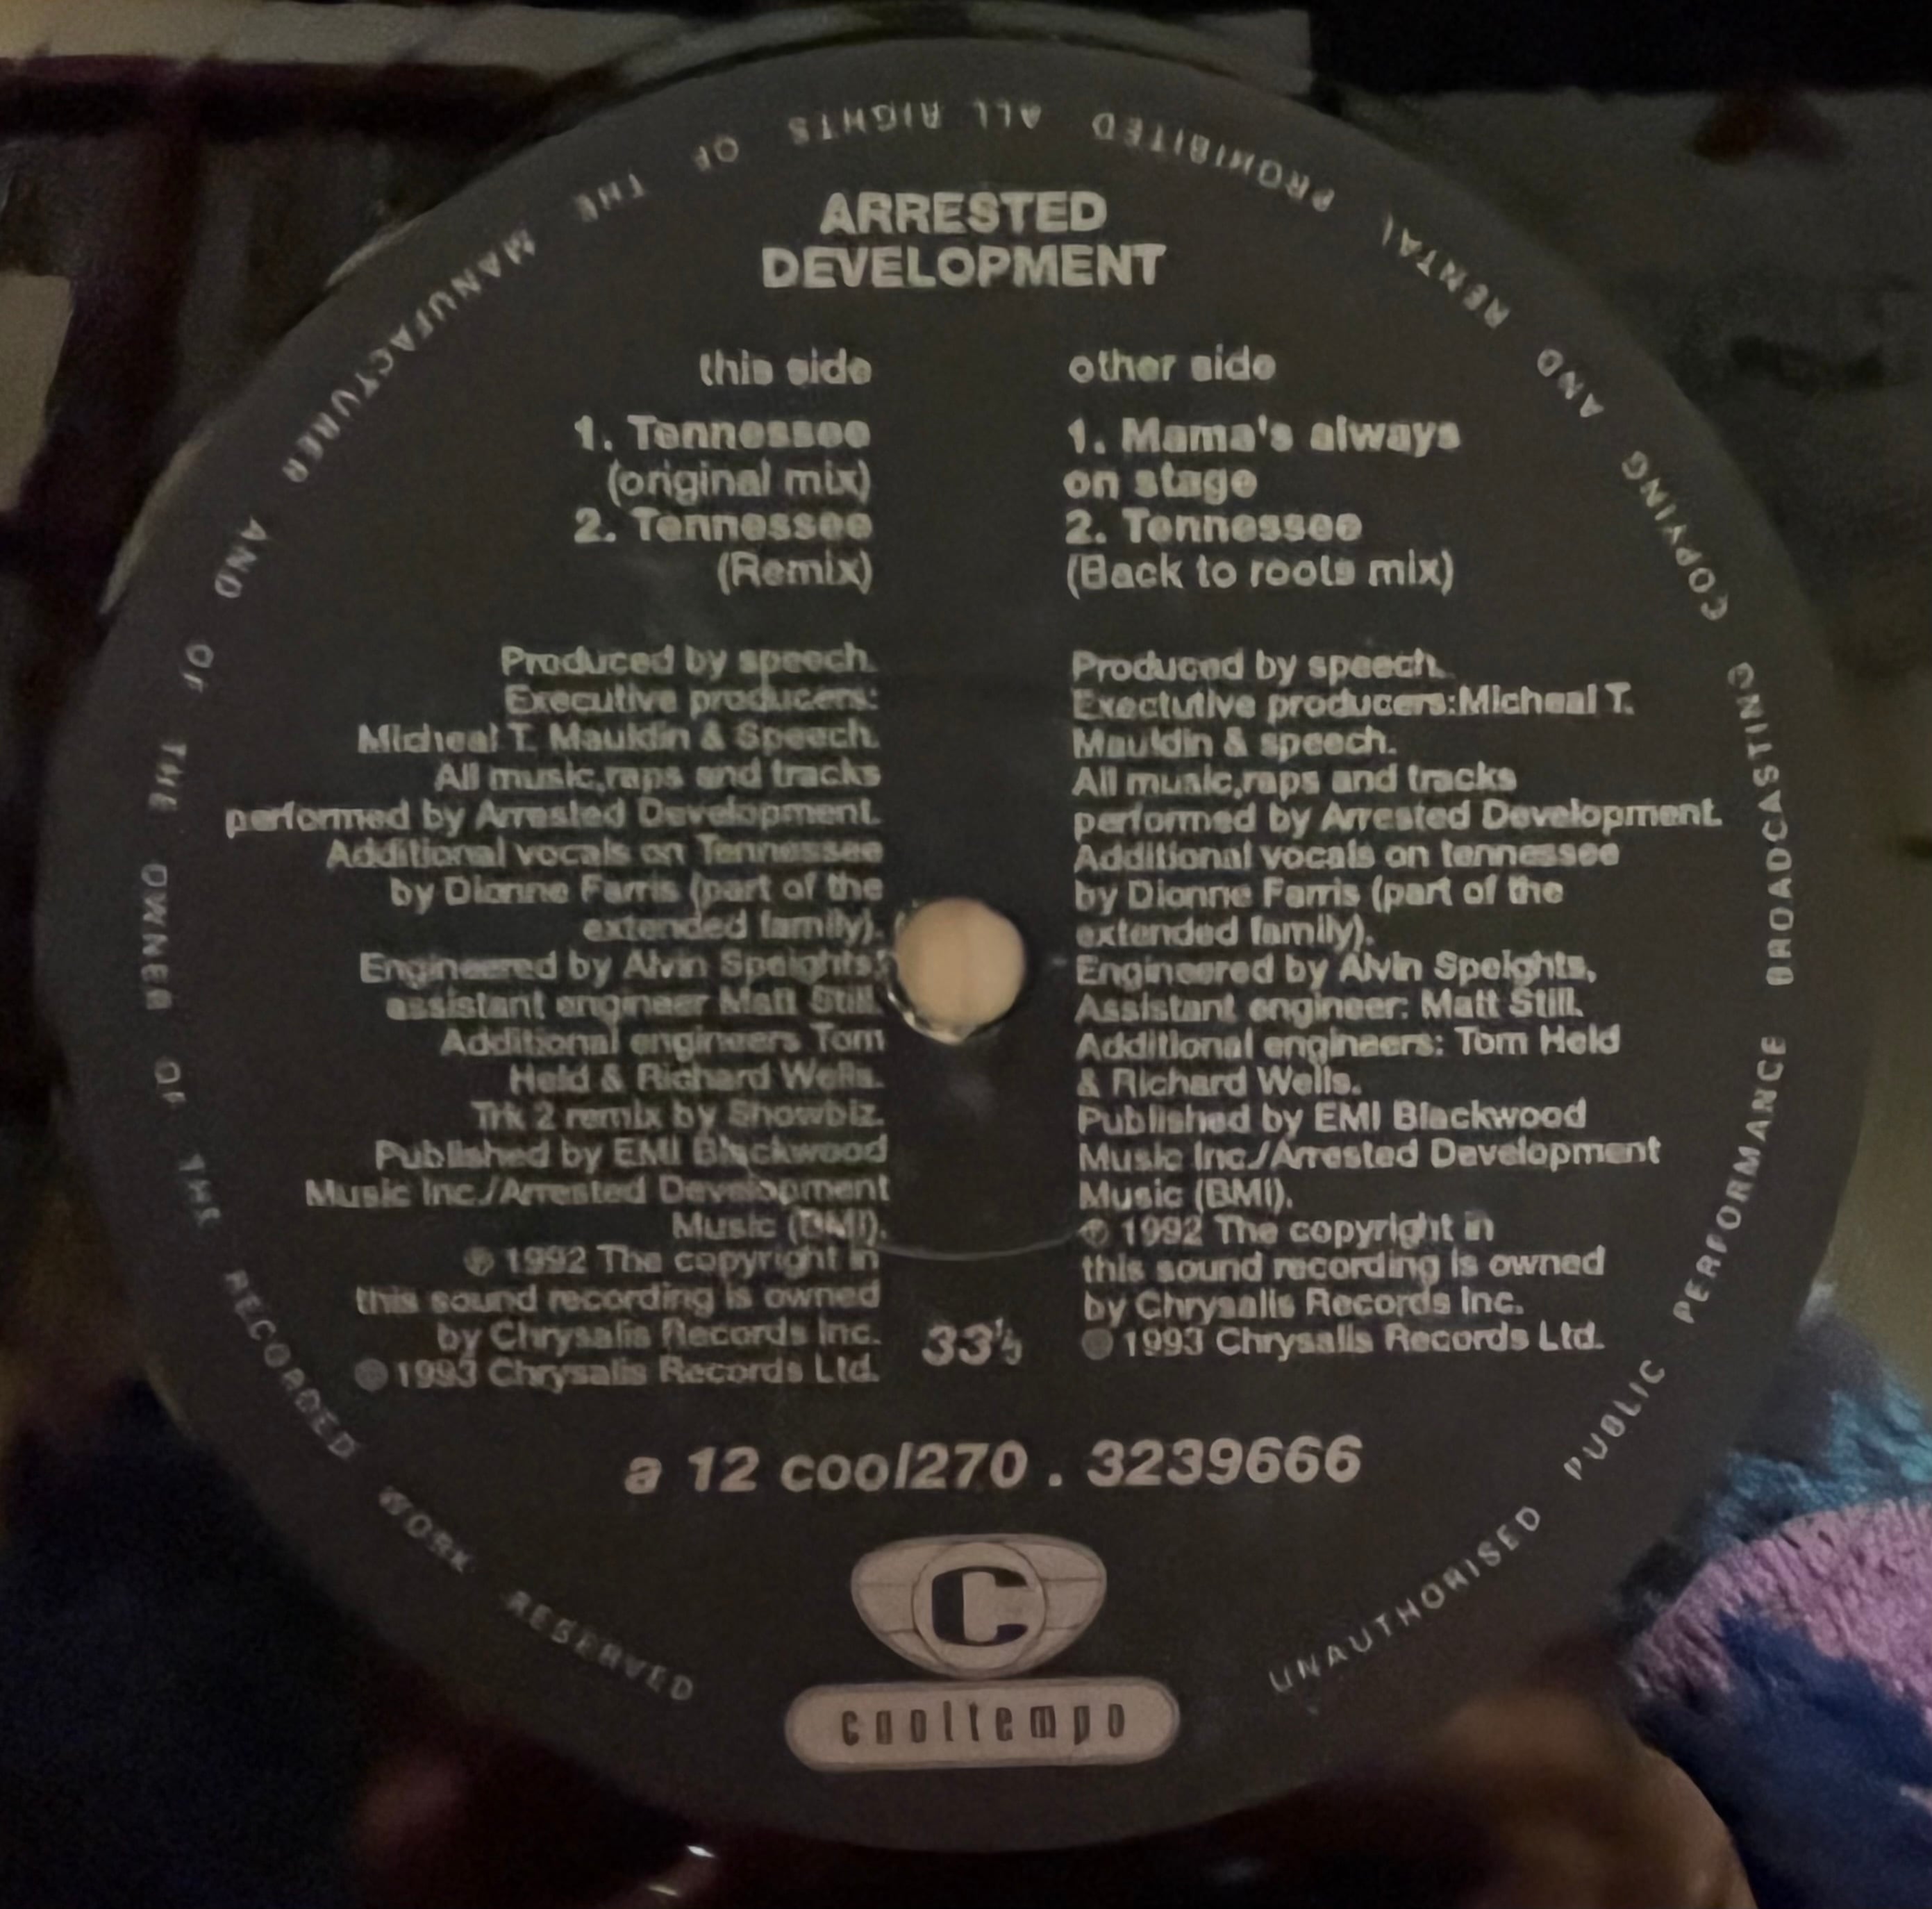 ARRESTED
DEVELOPMENT
this side
1. Tennessee
(original mix)
2. Tennessee
(Remix)
Produced by speech.
Executive producers:
Micheal T. Mauldin & Speech.
All music,raps and tracks
performed by Arrested Development.
Additional vocals on Tennessee
by Dionne Farris (part of the
extended family).
Engineered by Alvin Speights
assistant engineer Matt Still.
Additional engineers Tom
Held & Richard Wells.
Trk 2 remix by Showbiz.
Published by EMI Blackwood
Music Inc./Arrested Development
Music (BMI).
℗ 1992 The copyright in
this sound recording is owned
by Chrysalis Records Inc.
© 1993 Chrysalis Records Ltd.
other side
1. Mama's always
on stage
2. Tennessee
(Back to roots mix)
Produced by speech.
Exectutive producers:Micheal T.
Mauldin & speech.
All music,raps and tracks
performed by Arrested Development.
Additional vocals on tennessee
by Dionne Farris (part of the
extended family).
Engineered by Alvin Speights,
Assistant engineer: Matt Still.
Additional engineers: Tom Held
& Richard Wells.
Published by EMI Blackwood
Music Inc./Arrested Development
Music (BMI).
℗ 1992 The copyright in
this sound recording is owned
by Chrysalis Records Inc.
© 1993 Chrysalis Records Ltd.
33⅓
a 12 cool270 . 3239666
C
cooltempo
UNAUTHORISED PUBLIC PERFORMANCE BROADCASTING COPYING AND RENTAL PROHIBITED ALL RIGHTS OF THE MANUFACTURER AND OF THE OWNER OF THE RECORDED WORK RESERVED